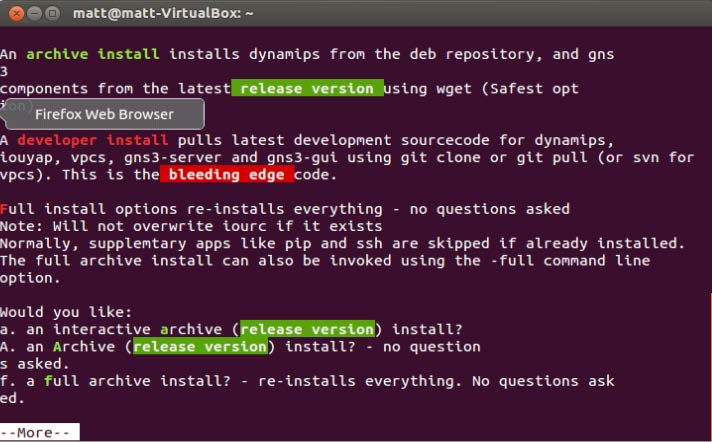 matt@matt-VirtualBox: ~
An archive install installs dynamips from the deb repository, and gns
3
components from the latest release version using wget (Safest opt
Firefox Web Browser
A developer install pulls latest development sourcecode for dynamips,
iouyap, vpcs, gns3-server and gns3-gui using git clone or git pull (or svn for
vpcs). This is the bleeding edge code.
Full install options re-installs everything - no questions asked
Note: Will not overwrite iourc if it exists
Normally, supplemtary apps like pip and ssh are skipped if already installed.
The full archive install can also be invoked using the -full command line
option.
Would you like:
a. an interactive archive (release version) install?
A. an Archive (release version) install? - no question
s asked.
f. a full archive install? - re-installs everything. No questions ask
ed.
--More--